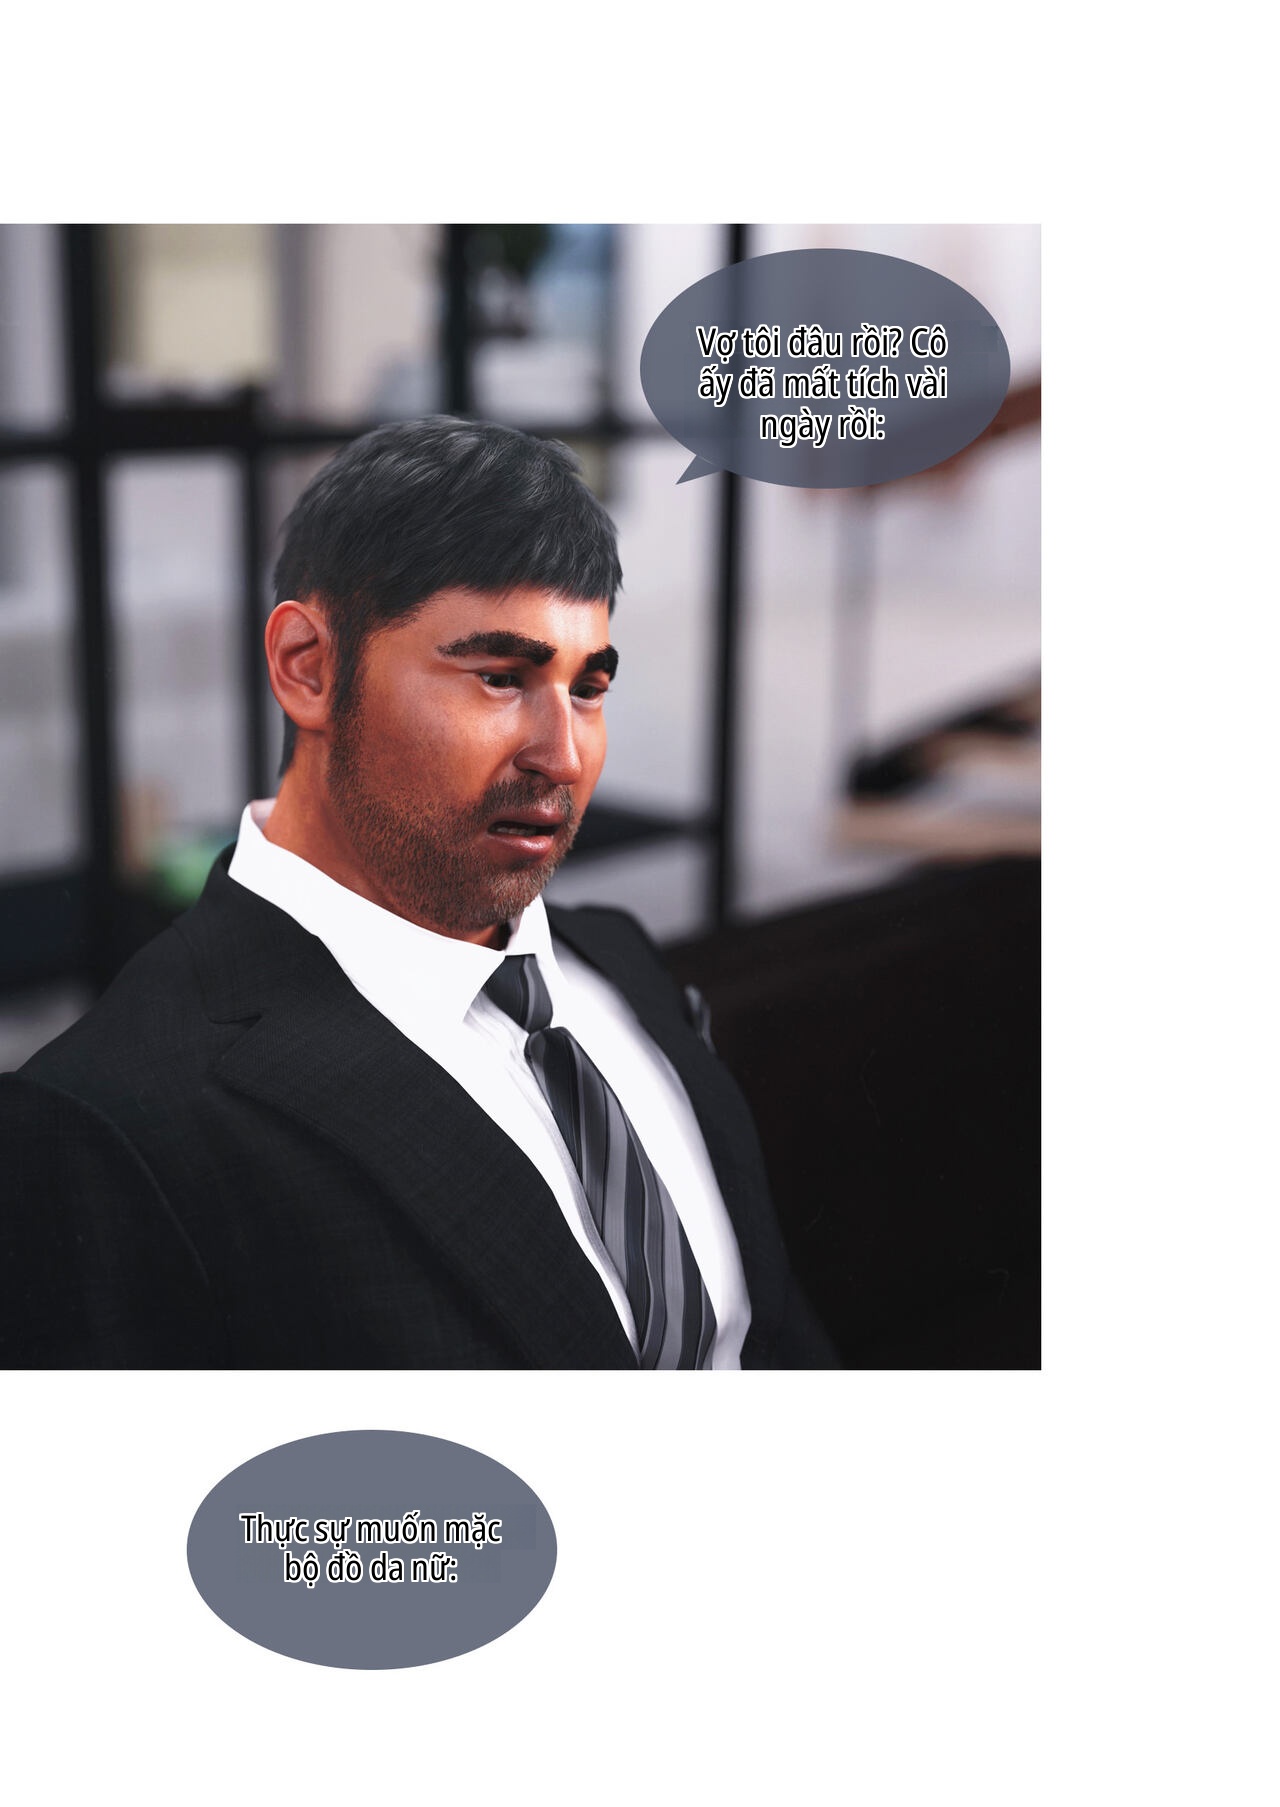 Vợ tôi đâu rồi? Cô
ấy đã mất tích vài
ngày rồi:
Thực sự muốn mặc
bộ đồ da nữ: